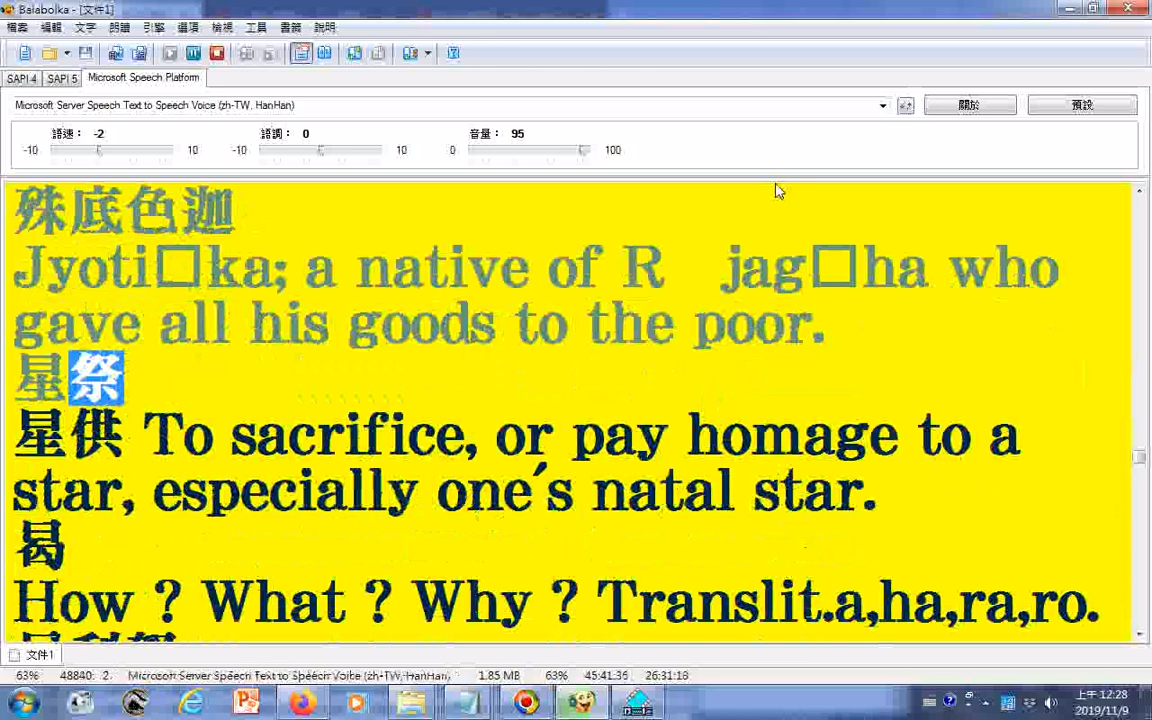 Balabolka - [文件1]
檔案 編輯 文字 朗讀 引擎 選項 檢視 工具 書籤 說明
SAPI 4 SAPI 5 Microsoft Speech Platform
Microsoft Server Speech Text to Speech Voice (zh-TW, HanHan)
關於 預設
語速： -2 語調： 0 音量： 95
-10 10 -10 10 0 100
殊底色迦
Jyoti□ka; a native of R jag□ha who
gave all his goods to the poor.
星祭
星供 To sacrifice, or pay homage to a
star, especially one´s natal star.
曷
How ? What ? Why ? Translit.a,ha,ra,ro.
文件1
63% 48840: 2 Microsoft Server Speech Text to Speech Voice (zh-TW, HanHan) 1.85 MB 63% 45:41:36 26:31:18
上午 12:28
2019/11/9